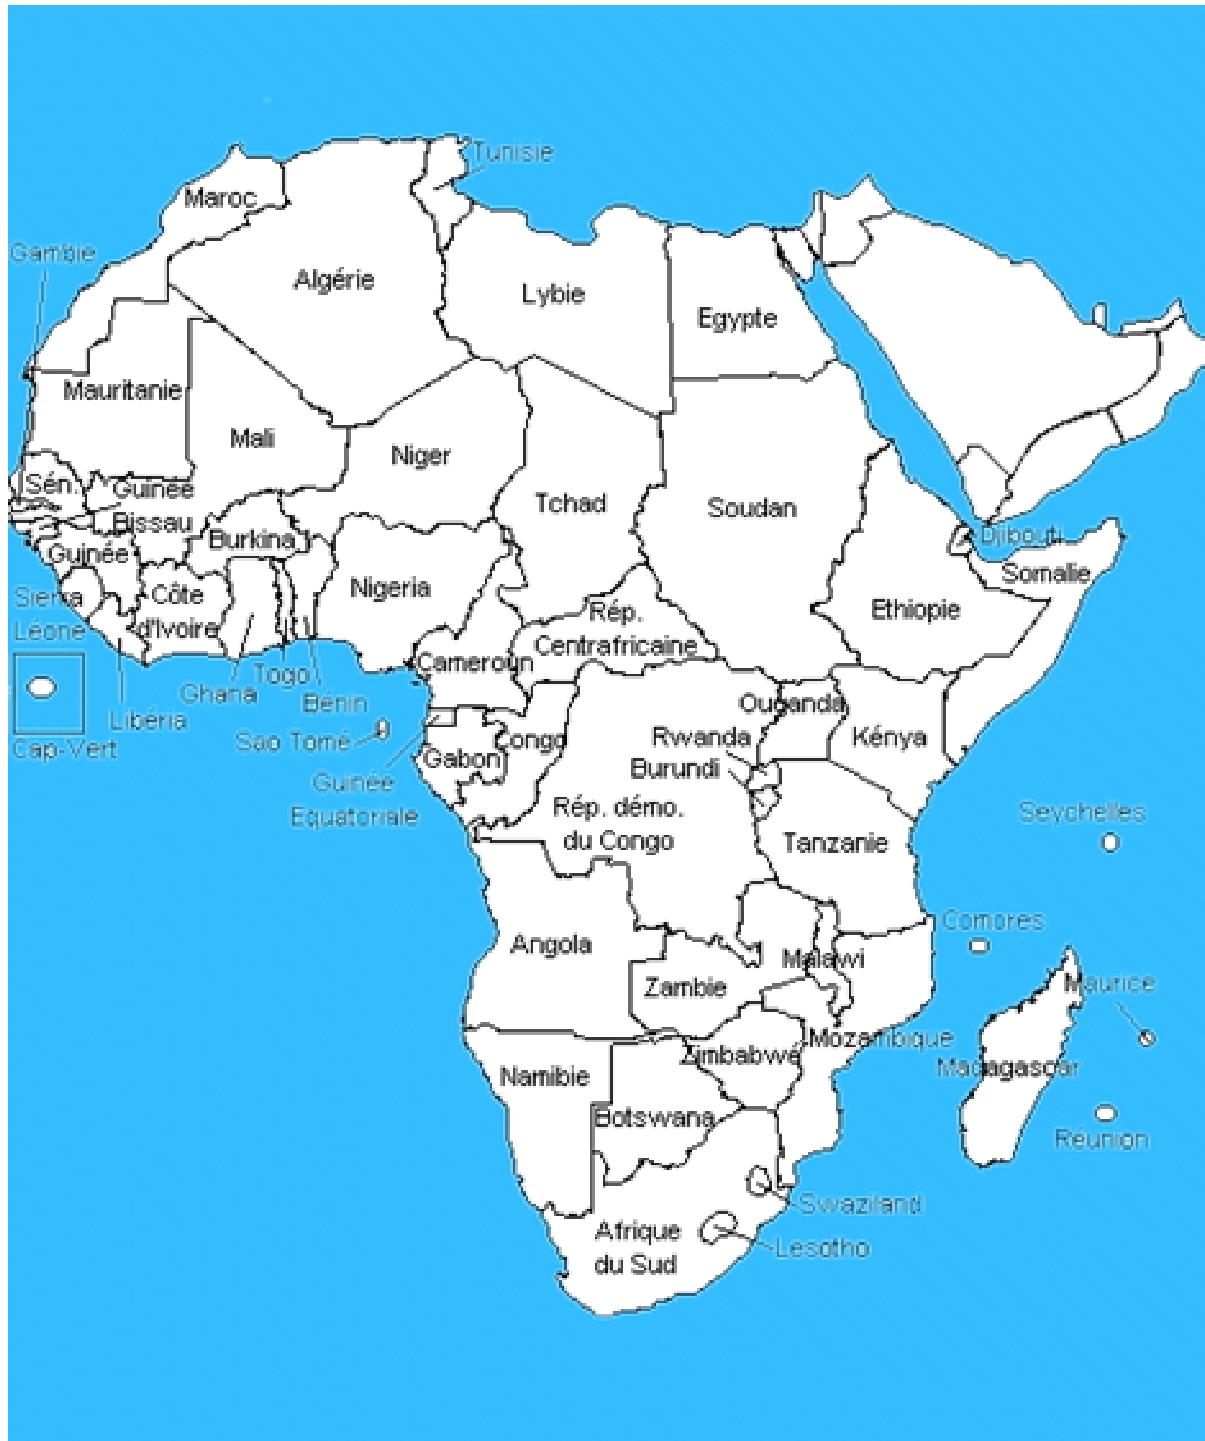 Tunisie
Maroc
Gambie
Algérie
Lybie
Egypte
Mauritanie
Mali
Niger
Tchad
Soudan
Sén.
Guinée
Bissau
Burkina
Guinée
Djibouti
Somalie
Nigeria
Ethiopie
Sierra
Léone
Côte
d'Ivoire
Rép.
Centrafricaine
Cameroun
Togo
Ghana
Bénin
Libéria
Cap-Vert
Sao Tomé
Guinée
Equatoriale
Gabon
Congo
Ouganda
Rwanda
Burundi
Kénya
Rép. démo.
du Congo
Tanzanie
Seychelles
Comores
Angola
Malawi
Zambie
Maurice
Mozambique
Zimbabwe
Madagascar
Namibie
Botswana
Réunion
Swaziland
Afrique
du Sud
Lesotho